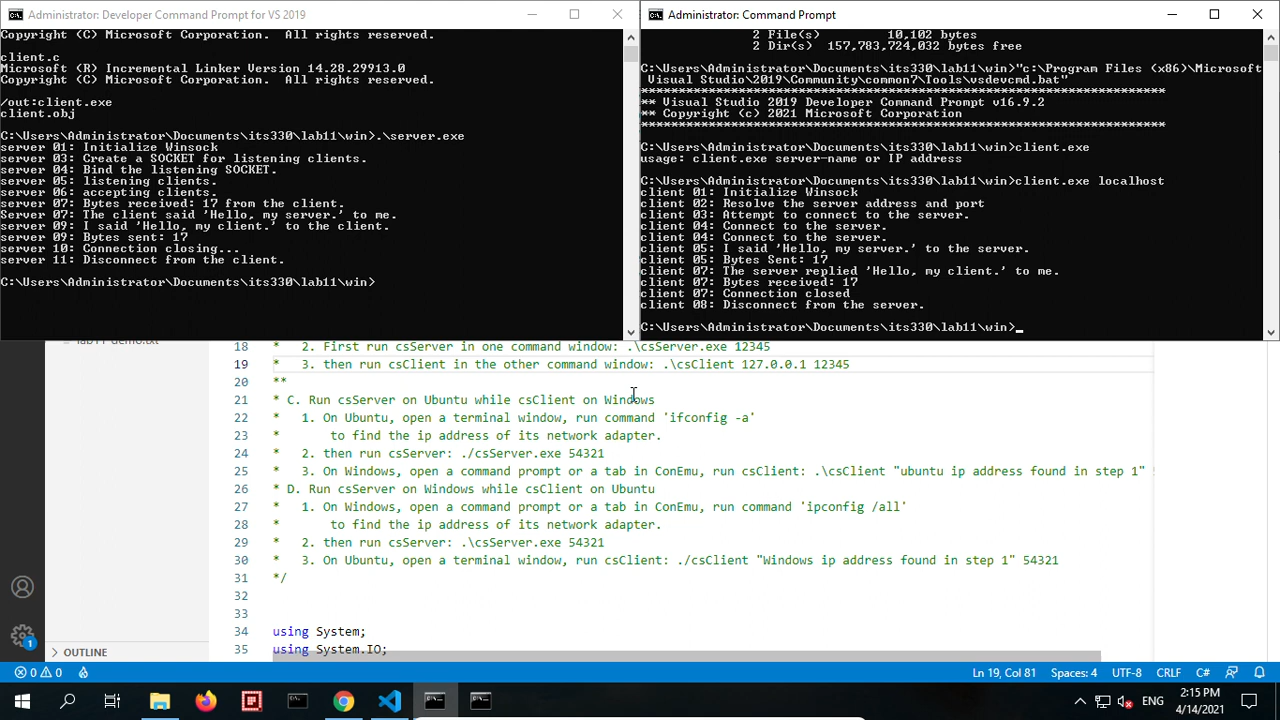 Administrator: Developer Command Prompt for VS 2019
Copyright (C) Microsoft Corporation.  All rights reserved.
client.c
Microsoft (R) Incremental Linker Version 14.28.29913.0
Copyright (C) Microsoft Corporation.  All rights reserved.
/out:client.exe
client.obj
C:\Users\Administrator\Documents\its330\lab11\win>.\server.exe
server 01: Initialize Winsock
server 03: Create a SOCKET for listening clients.
server 04: Bind the listening SOCKET.
server 05: listening clients.
server 06: accepting clients.
server 07: Bytes received: 17 from the client.
Server 07: The client said 'Hello, my server.' to me.
server 09: I said 'Hello, my client.' to the client.
server 09: Bytes sent: 17
server 10: Connection closing...
server 11: Disconnect from the client.
C:\Users\Administrator\Documents\its330\lab11\win>
Administrator: Command Prompt
2 File(s)         10,102 bytes
2 Dir(s)  157,783,724,032 bytes free
C:\Users\Administrator\Documents\its330\lab11\win>"c:\Program Files (x86)\Microsoft
Visual Studio\2019\Community\common7\Tools\vsdevcmd.bat"
**********************************************************************
** Visual Studio 2019 Developer Command Prompt v16.9.2
** Copyright (c) 2021 Microsoft Corporation
**********************************************************************
C:\Users\Administrator\Documents\its330\lab11\win>client.exe
usage: client.exe server-name or IP address
C:\Users\Administrator\Documents\its330\lab11\win>client.exe localhost
client 01: Initialize Winsock
client 02: Resolve the server address and port
client 03: Attempt to connect to the server.
client 04: Connect to the server.
client 04: Connect to the server.
client 05: I said 'Hello, my server.' to the server.
client 05: Bytes Sent: 17
client 07: The server replied 'Hello, my client.' to me.
client 07: Bytes received: 17
client 07: Connection closed
client 08: Disconnect from the server.
C:\Users\Administrator\Documents\its330\lab11\win>_
18 *   2. First run csServer in one command window: .\csServer.exe 12345
19 *   3. then run csClient in the other command window: .\csClient 127.0.0.1 12345
20 **
21 * C. Run csServer on Ubuntu while csClient on Windows
22 *   1. On Ubuntu, open a terminal window, run command 'ifconfig -a'
23 *      to find the ip address of its network adapter.
24 *   2. then run csServer: ./csServer.exe 54321
25 *   3. On Windows, open a command prompt or a tab in ConEmu, run csClient: .\csClient "ubuntu ip address found in step 1"
26 * D. Run csServer on Windows while csClient on Ubuntu
27 *   1. On Windows, open a command prompt or a tab in ConEmu, run command 'ipconfig /all'
28 *      to find the ip address of its network adapter.
29 *   2. then run csServer: .\csServer.exe 54321
30 *   3. On Ubuntu, open a terminal window, run csClient: ./csClient "Windows ip address found in step 1" 54321
31 */
32
33
34 using System;
35 using System.IO;
1
OUTLINE
0 0
Ln 19, Col 81 Spaces: 4 UTF-8 CRLF C#
ENG
2:15 PM
4/14/2021